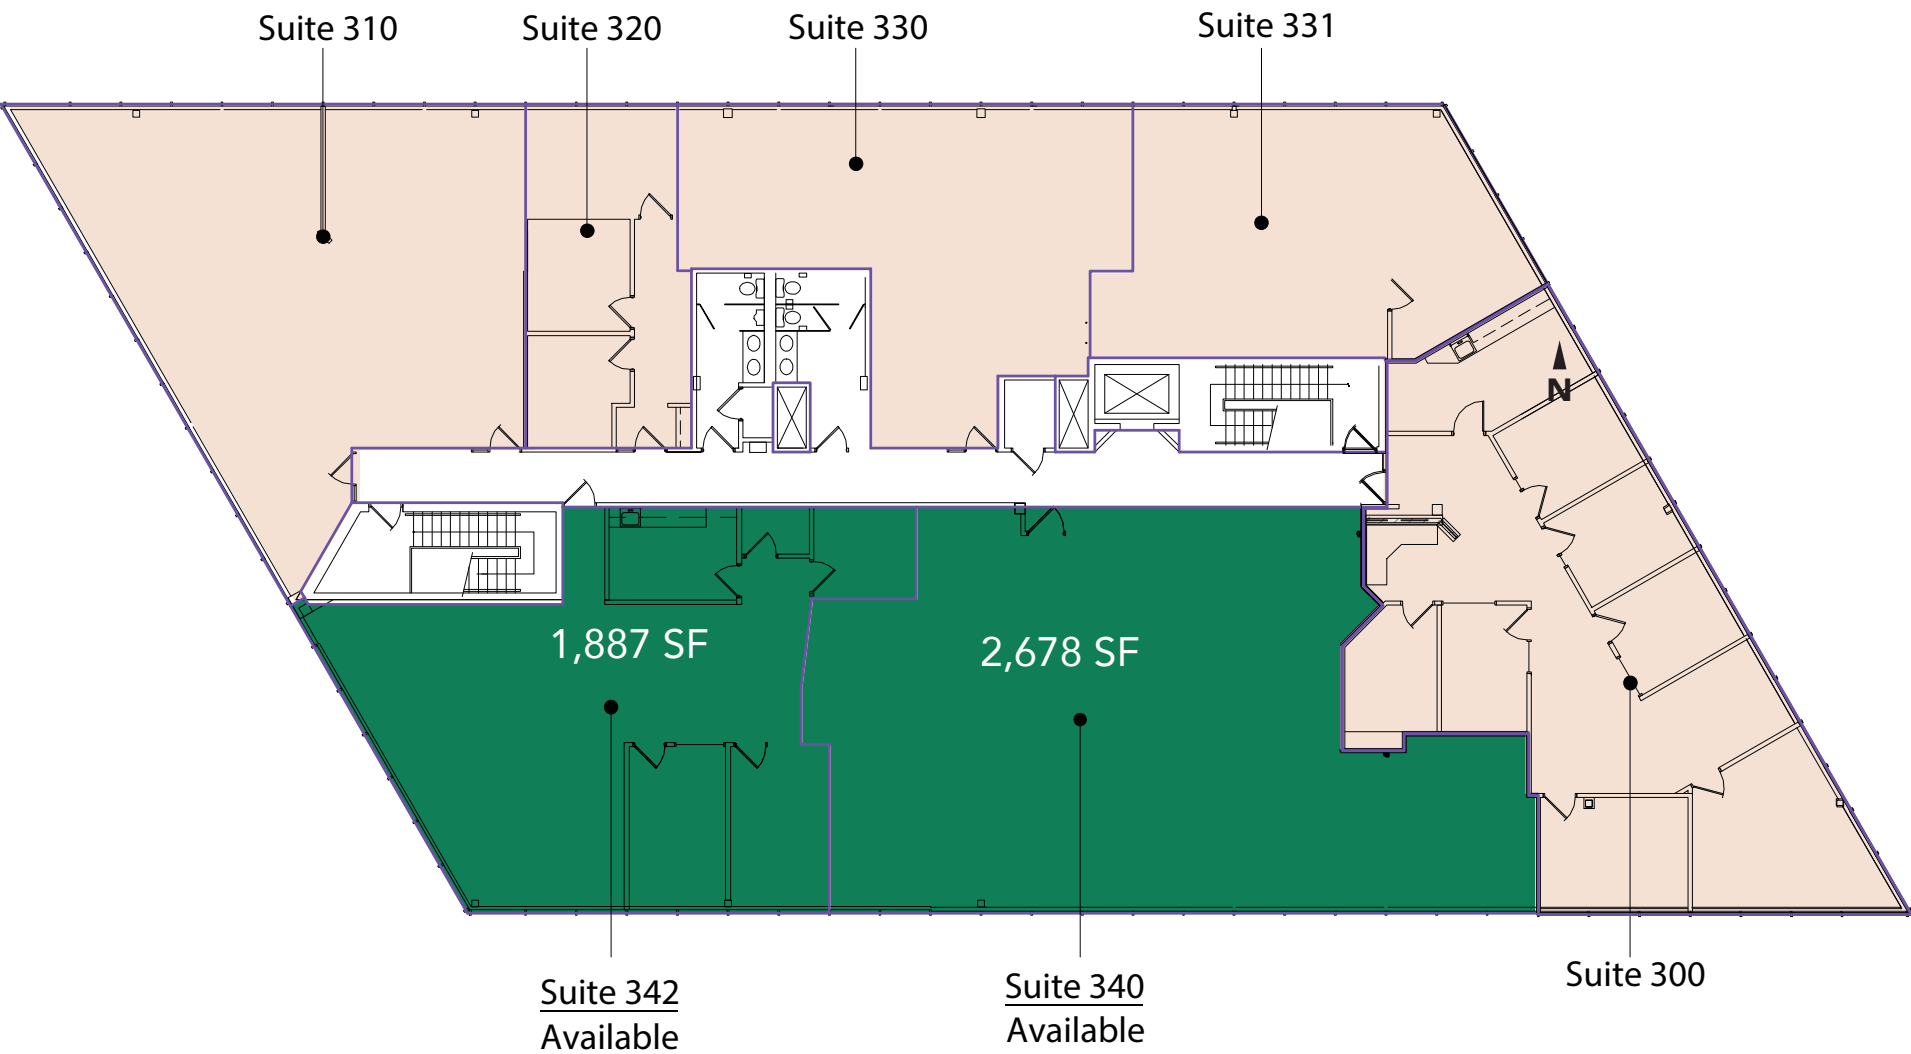 Suite 310
Suite 320
Suite 330
Suite 331
N
1,887 SF
2,678 SF
Suite 342
Available
Suite 340
Available
Suite 300